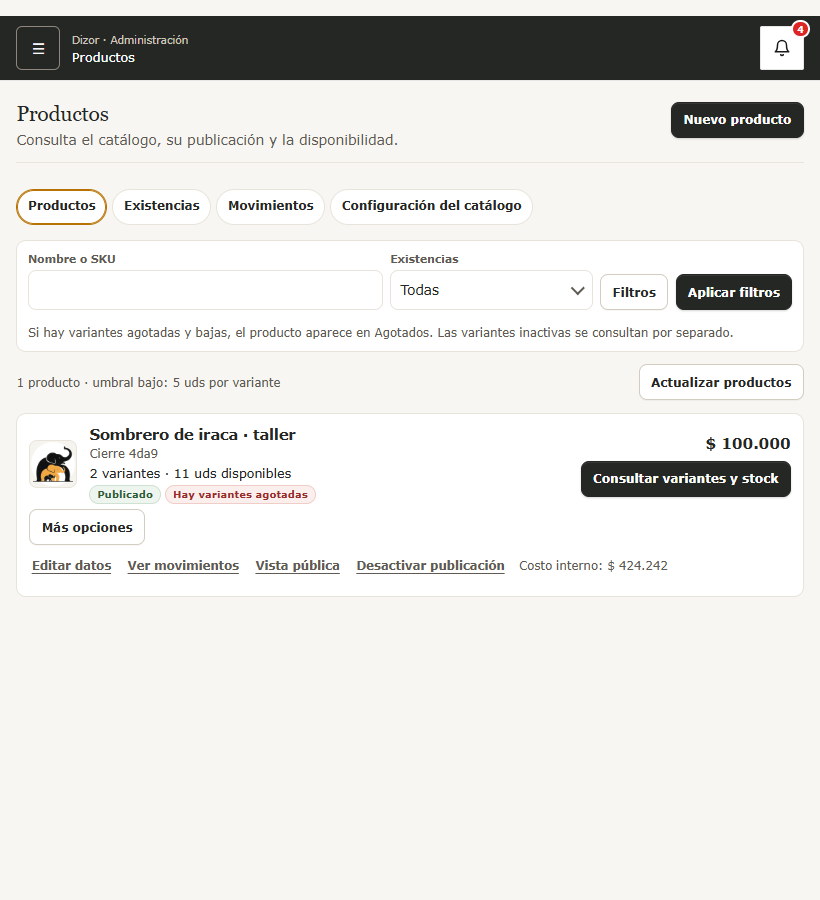 Dizor · Administración
Productos
4
Productos
Consulta el catálogo, su publicación y la disponibilidad.
Nuevo producto
Productos
Existencias
Movimientos
Configuración del catálogo
Nombre o SKU
Existencias
Todas
Filtros
Aplicar filtros
Si hay variantes agotadas y bajas, el producto aparece en Agotados. Las variantes inactivas se consultan por separado.
1 producto · umbral bajo: 5 uds por variante
Actualizar productos
Sombrero de iraca · taller
Cierre 4da9
2 variantes · 11 uds disponibles
Publicado
Hay variantes agotadas
$ 100.000
Consultar variantes y stock
Más opciones
Editar datos
Ver movimientos
Vista pública
Desactivar publicación
Costo interno: $ 424.242